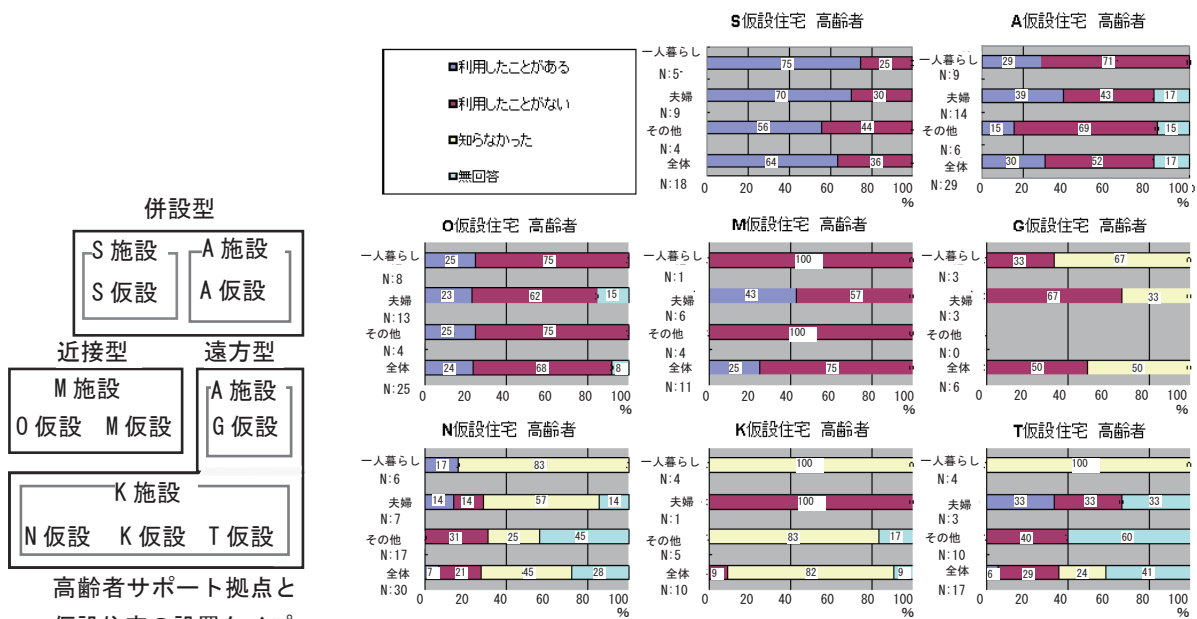 併設型
S施設 A施設
S仮設 A仮設
近接型 遠方型
M施設 A施設
O仮設 M仮設 G仮設
K施設
N仮設 K仮設 T仮設
高齢者サポート拠点と
利用したことがある
利用したことがない
知らなかった
無回答
S仮設住宅 高齢者
一人暮らし 75 25
N:5
夫婦 70 30
N:9
その他 56 44
N:4
全体 64 36
N:18 0 20 40 60 80 100
%
A仮設住宅 高齢者
一人暮らし 29 71
N:9
夫婦 39 43 17
N:14
その他 15 69 15
N:6
全体 30 52 17
N:29 0 20 40 60 80 100
%
O仮設住宅 高齢者
一人暮らし 25 75
N:8
夫婦 23 62 15
N:13
その他 25 75
N:4
全体 24 68 8
N:25 0 20 40 60 80 100
%
M仮設住宅 高齢者
一人暮らし 100
N:1
夫婦 43 57
N:6
その他 100
N:4
全体 25 75
N:11 0 20 40 60 80 100
%
G仮設住宅 高齢者
一人暮らし 33 67
N:3
夫婦 67 33
N:3
その他
N:0
全体 50 50
N:6 0 20 40 60 80 100
%
N仮設住宅 高齢者
一人暮らし 17 83
N:6
夫婦 14 14 57 14
N:7
その他 31 25 45
N:17
全体 7 21 45 28
N:30 0 20 40 60 80 100
%
K仮設住宅 高齢者
一人暮らし 100
N:4
夫婦 100
N:1
その他 83 17
N:5
全体 9 82 9
N:10 0 20 40 60 80 100
%
T仮設住宅 高齢者
一人暮らし 100
N:4
夫婦 33 33 33
N:3
その他 40 60
N:10
全体 6 29 24 41
N:17 0 20 40 60 80 100
%